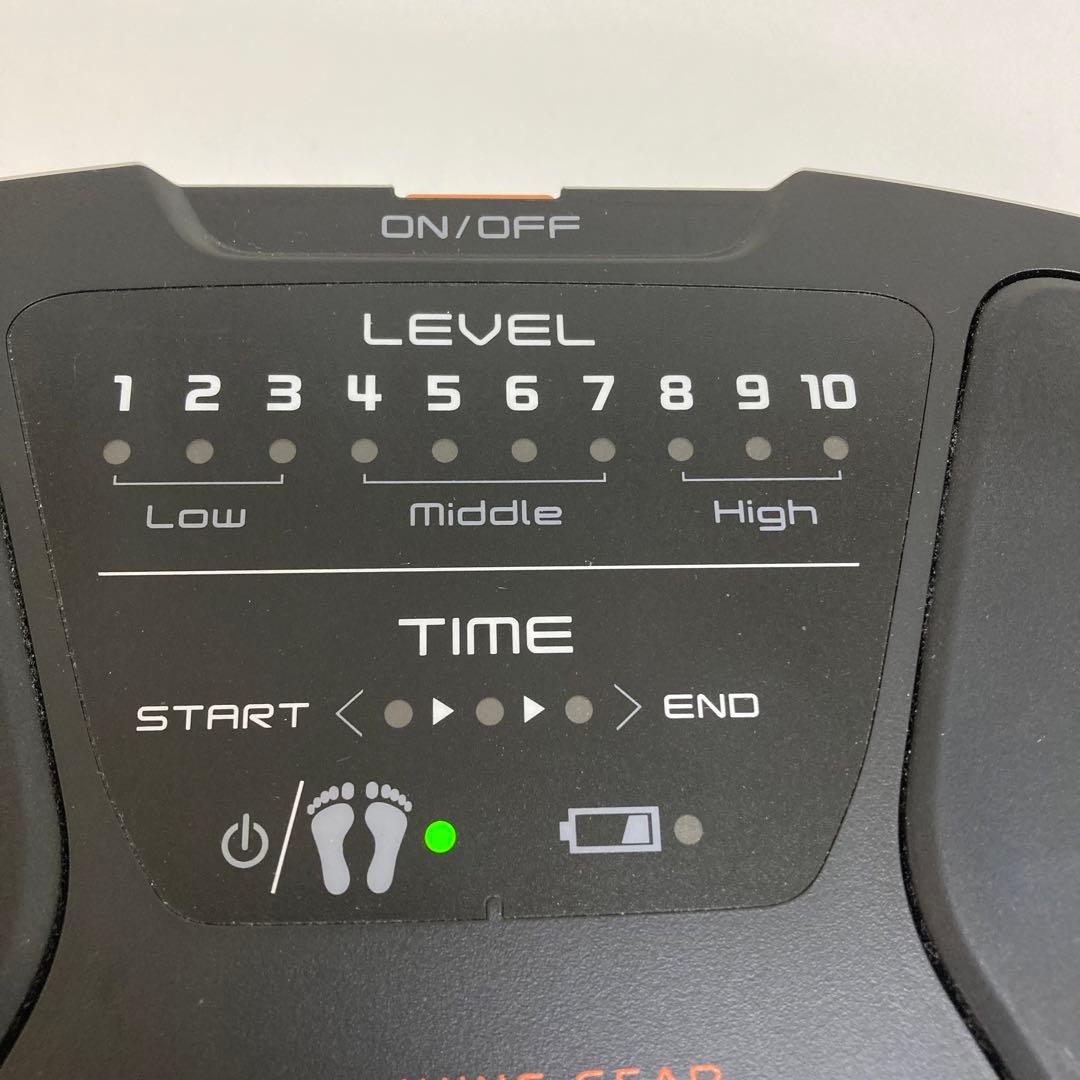 ON/OFF
LEVEL
1 2 3 4 5 6 7 8 9 10
Low Middle High
TIME
START END
GEAR